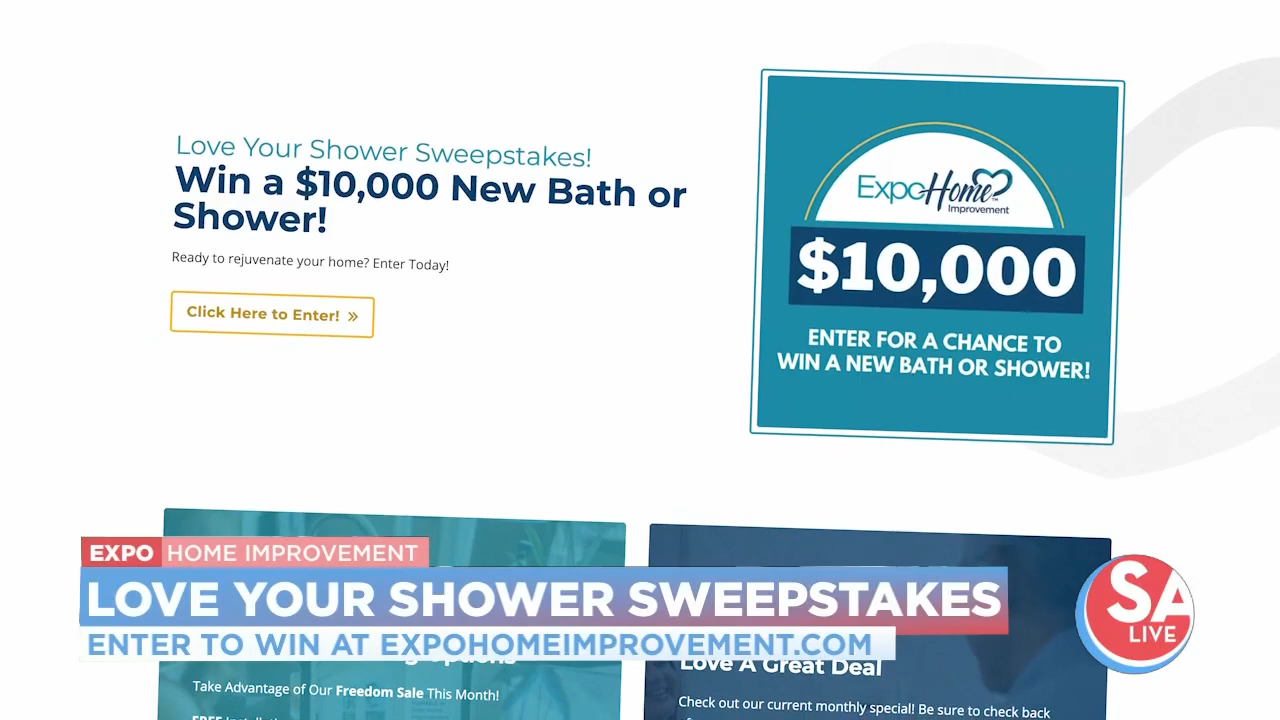 Love Your Shower Sweepstakes!
Win a $10,000 New Bath or
Shower!
Ready to rejuvenate your home? Enter Today!
Click Here to Enter! »
ExpoHome™
Improvement
$10,000
ENTER FOR A CHANCE TO
WIN A NEW BATH OR SHOWER!
EXPO HOME IMPROVEMENT
LOVE YOUR SHOWER SWEEPSTAKES
ENTER TO WIN AT EXPOHOMEIMPROVEMENT.COM
SA
LIVE
Take Advantage of Our Freedom Sale This Month!
FREE
Love A Great Deal
Check out our current monthly special! Be sure to check back